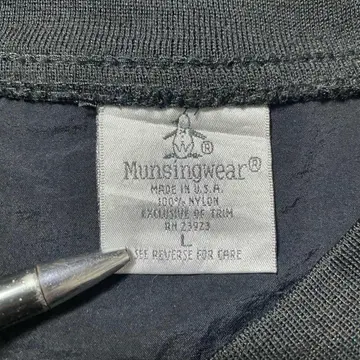 ®
Munsingwear®
MADE IN U.S.A.
100% NYLON
EXCLUSIVE OF TRIM
RN 23923
L
SEE REVERSE FOR CARE